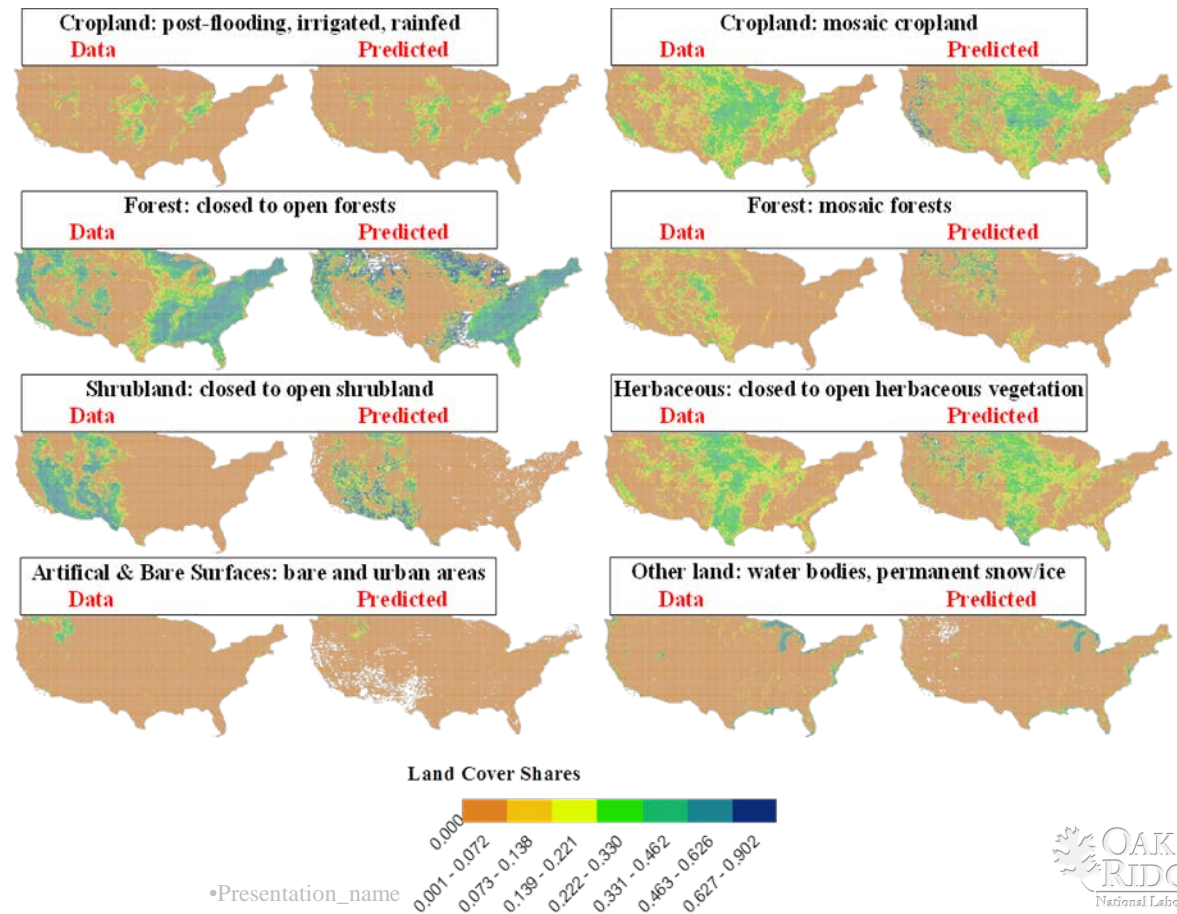 Cropland: post-flooding, irrigated, rainfed
Data Predicted
Cropland: mosaic cropland
Data Predicted
Forest: closed to open forests
Data Predicted
Forest: mosaic forests
Data Predicted
Shrubland: closed to open shrubland
Data Predicted
Herbaceous: closed to open herbaceous vegetation
Data Predicted
Artifical & Bare Surfaces: bare and urban areas
Data Predicted
Other land: water bodies, permanent snow/ice
Data Predicted
Land Cover Shares
0.000
0.001 - 0.072
0.073 - 0.138
0.139 - 0.221
0.222 - 0.330
0.331 - 0.462
0.463 - 0.626
0.627 - 0.902
•Presentation_name
OAK
RIDG
National Labo